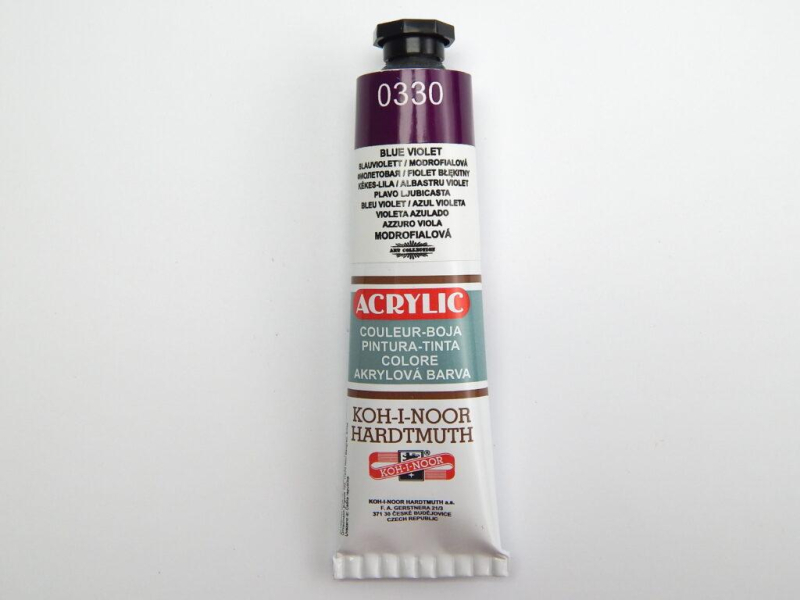 0330
BLUE VIOLET
BLAUVIOLETT / MODROFIALOVÁ
ФИОЛЕТОВАЯ / FIOLET BŁĘKITNY
KÉKES-LILA / ALBASTRU VIOLET
PLAVO LJUBICASTA
BLEU VIOLET / AZUL VIOLETA
VIOLETA AZULADO
AZZURO VIOLA
MODROFIALOVÁ
ART COLLECTION
ACRYLIC
COULEUR-BOJA
PINTURA-TINTA
COLORE
AKRYLOVÁ BARVA
KOH-I-NOOR
HARDTMUTH
®
KOH-I-NOOR
KOH-I-NOOR HARDTMUTH a.s.
F. A. GERSTNERA 21/3
371 30 ČESKÉ BUDĚJOVICE
CZECH REPUBLIC